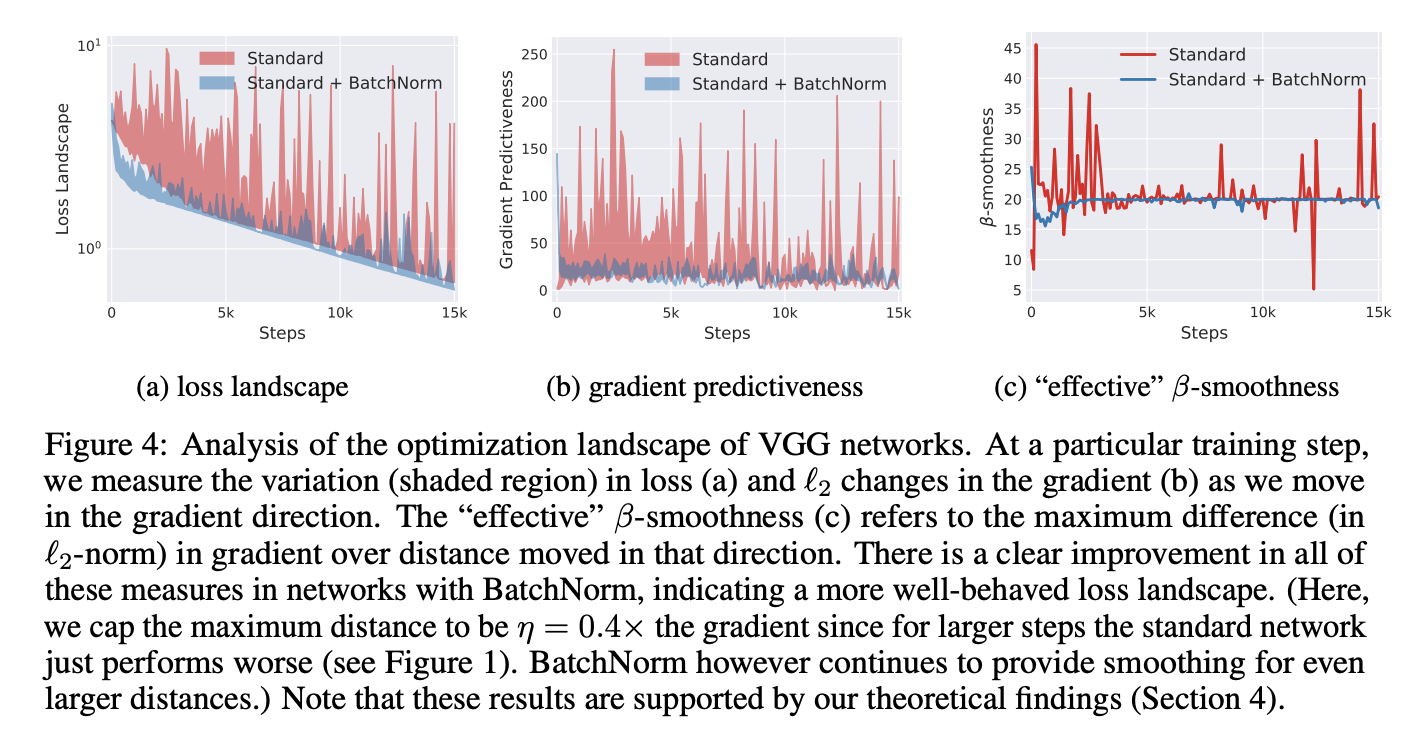 Loss Landscape
10¹
10⁰
Standard
Standard + BatchNorm
0
5k
10k
15k
Steps
Gradient Predictiveness
250
200
150
100
50
0
Standard
Standard + BatchNorm
0
5k
10k
15k
Steps
β-smoothness
45
40
35
30
25
20
15
10
5
Standard
Standard + BatchNorm
0
5k
10k
15k
Steps
(a) loss landscape
(b) gradient predictiveness
(c) “effective” β-smoothness
Figure 4: Analysis of the optimization landscape of VGG networks. At a particular training step,
we measure the variation (shaded region) in loss (a) and ℓ₂ changes in the gradient (b) as we move
in the gradient direction. The “effective” β-smoothness (c) refers to the maximum difference (in
ℓ₂-norm) in gradient over distance moved in that direction. There is a clear improvement in all of
these measures in networks with BatchNorm, indicating a more well-behaved loss landscape. (Here,
we cap the maximum distance to be η = 0.4× the gradient since for larger steps the standard network
just performs worse (see Figure 1). BatchNorm however continues to provide smoothing for even
larger distances.) Note that these results are supported by our theoretical findings (Section 4).